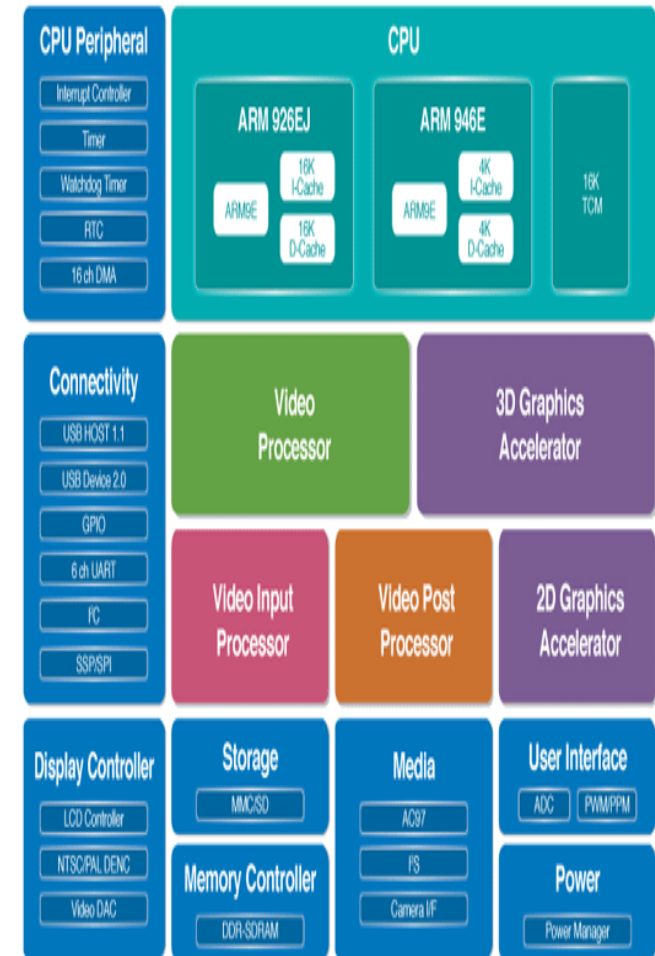 CPU Peripheral
Interrupt Controller
Timer
Watchdog Timer
RTC
16 ch DMA
CPU
ARM 926EJ
ARM9E
16K
I-Cache
16K
D-Cache
ARM 946E
ARM9E
4K
I-Cache
4K
D-Cache
16K
TCM
Connectivity
USB HOST 1.1
USB Device 2.0
GPIO
6 ch UART
I²C
SSP/SPI
Video
Processor
3D Graphics
Accelerator
Video Input
Processor
Video Post
Processor
2D Graphics
Accelerator
Display Controller
LCD Controller
NTSC/PAL DENC
Video DAC
Storage
MMC/SD
Memory Controller
DDR-SDRAM
Media
AC97
I²S
Camera I/F
User Interface
ADC
PWM/PPM
Power
Power Manager